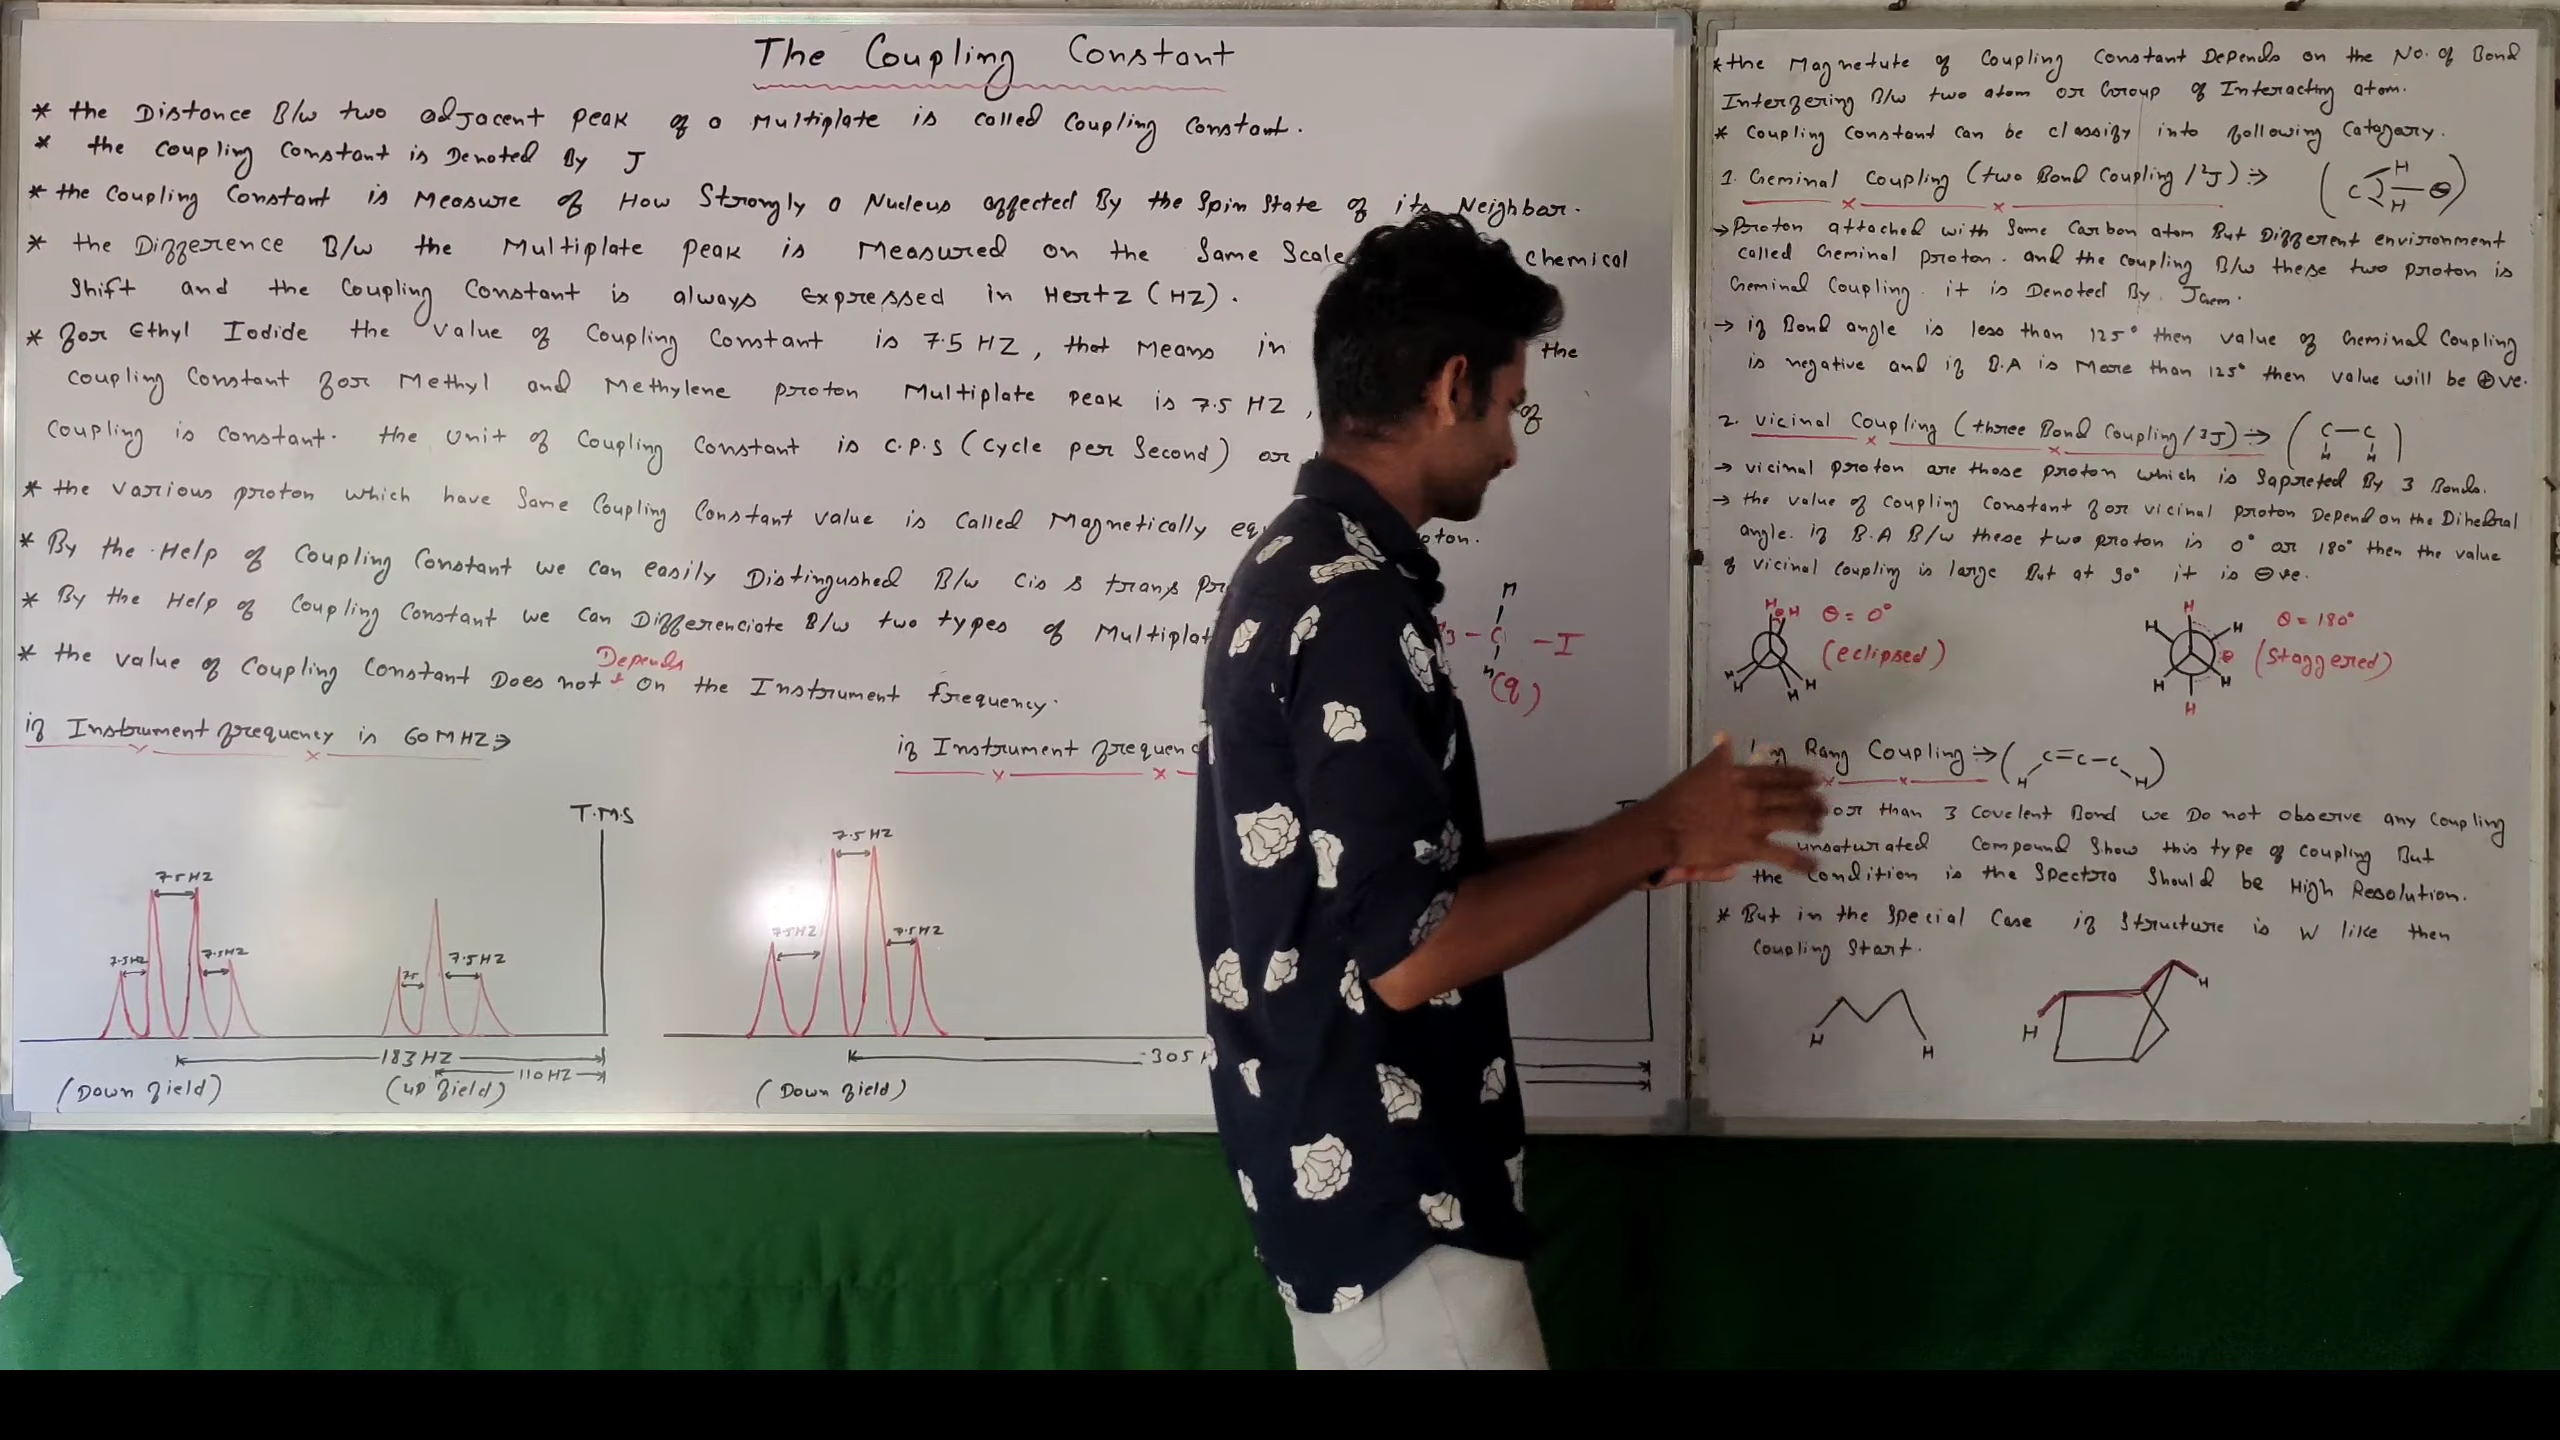 The Coupling Constant
* the Distance B/w two adjacent peak of a Multiplate is called Coupling Constant.
* the Coupling Constant is Denoted By J
* the Coupling Constant is Measure of How Strongly a Nucleus affected By the Spin State of its Neighbor.
* the Difference B/w the Multiplate peak is Measured on the Same Scale chemical
Shift and the Coupling Constant is always Expressed in Hertz (HZ).
* for Ethyl Iodide the value of Coupling Constant is 7.5 HZ, that Means in the
Coupling Constant for Methyl and Methylene proton Multiplate peak is 7.5 HZ, of
Coupling is Constant. the Unit of Coupling Constant is C.P.S (Cycle per Second) or
* the various proton which have Same Coupling Constant value is Called Magnetically
* By the Help of Coupling Constant we can easily Distingushed B/w Cis & trans
* By the Help of Coupling Constant we can Differenciate B/w two types of
Depends
* the value of Coupling Constant Does not on the Instrument frequency.
H
- C - I
H
(q)
if Instrument frequency is 60 MHZ ⇒
if Instrument
T.M.S
7.5 HZ
7.5 HZ
7.5 HZ
7.5
7.5 HZ
183 HZ
110 HZ
(Down field)
(UP field)
7.5 HZ
7.5 HZ
7.5 HZ
305
(Down field)
* the Magnetute of Coupling Constant Depends on the No. of Bond
Interfering B/w two atom or Group of Interacting atom.
* Coupling Constant can be classify into following Catagary.
1. Geminal Coupling (two Bond Coupling / ²J) :⇒
( C H H θ )
→ Proton attached with Same Carbon atom But Different environment
called Geminal proton. and the coupling B/w these two proton is
Geminal Coupling. it is Denoted By. Jgem.
→ if Bond angle is less than 125° then value of Geminal Coupling
is negative and if B.A is More than 125° then value will be ⊕ve.
2. Vicinal Coupling (three Bond Coupling / ³J) :⇒
( C - C H H )
→ vicinal proton are those proton which is Sapreted By 3 Bonds.
→ the value of Coupling Constant for vicinal proton Depend on the Dihedral
angle. if B.A B/w these two proton is 0° or 180° then the value
of vicinal Coupling is large But at 90° it is ⊖ve.
H θ H
H H H H
θ = 0°
(eclipsed)
H
H H
H H
H
θ
θ = 180°
(Staggered)
Rang Coupling :⇒ ( H C=C-C H )
than 3 Covelent Bond we Do not observe any Coupling
unsaturated Compound Show this type of Coupling But
the Condition is the Spectra Should be High Resolution.
* But in the Special Case if Structure is W like then
Coupling Start.
H H
H H